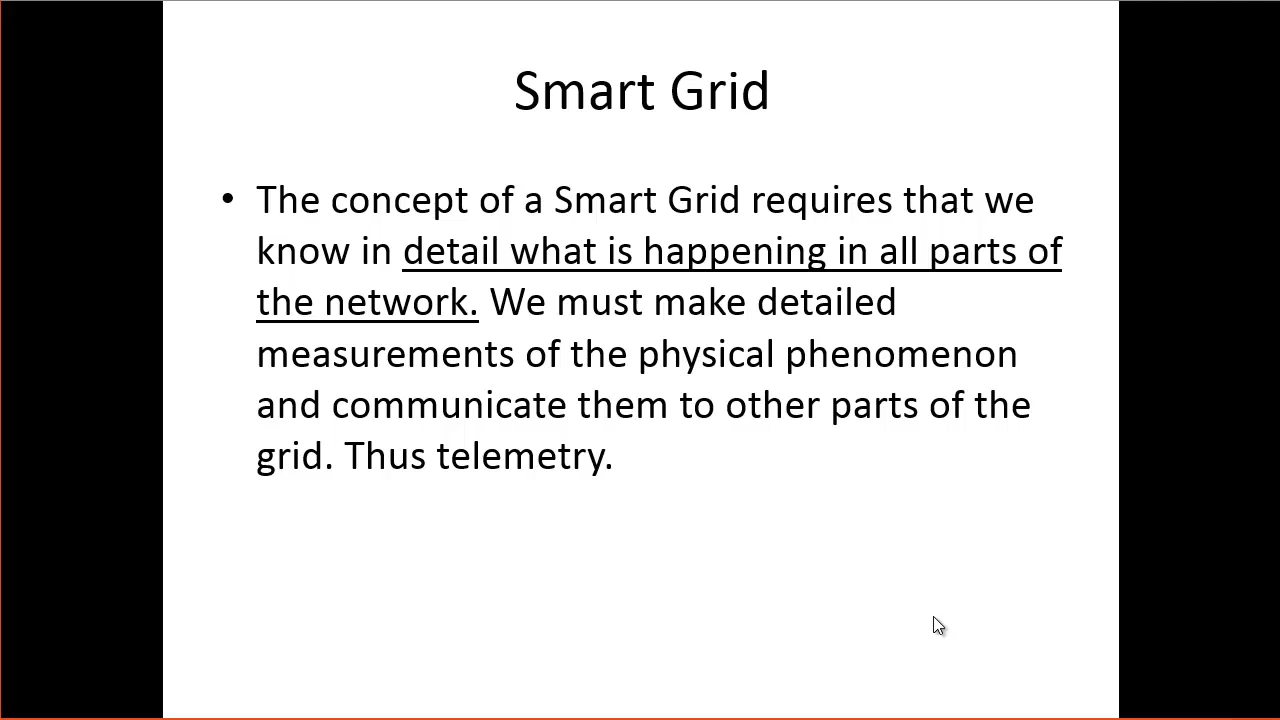 Smart Grid
• The concept of a Smart Grid requires that we
know in detail what is happening in all parts of
the network. We must make detailed
measurements of the physical phenomenon
and communicate them to other parts of the
grid. Thus telemetry.